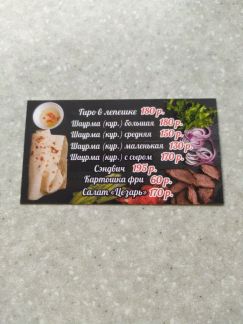 Гиро в лепешке 180 р.
Шаурма (кур.) большая 180 р.
Шаурма (кур.) средняя 150 р.
Шаурма (кур.) маленькая 130 р.
Шаурма (кур.) с сыром 170 р.
Сэндвич 195 р.
Картошка фри 60 р.
Салат «Цезарь» 170 р.